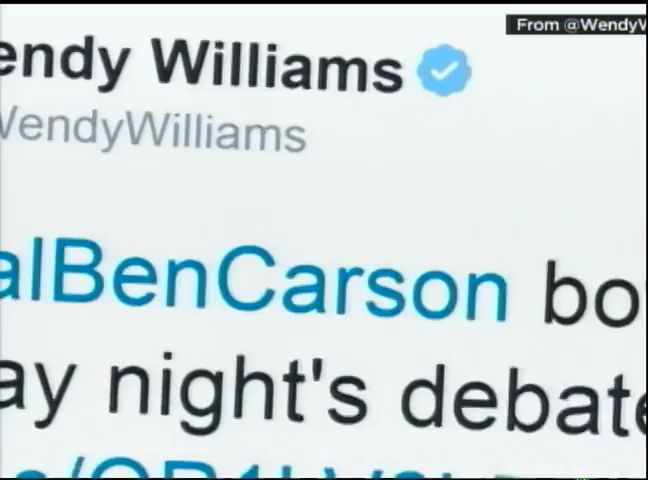 From @WendyW
endy Williams
WendyWilliams
alBenCarson bo
ay night's debate